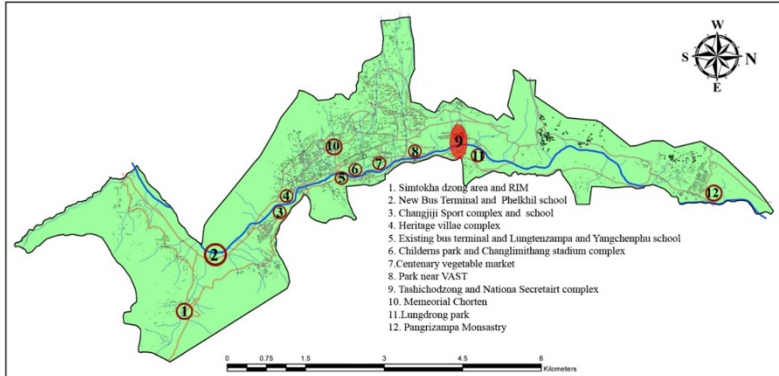 W
S N
E
10
9
8
7
6
5
11
4
3
12
2
1
1. Simtokha dzong area and RIM
2. New Bus Terminal and Phelkhil school
3. Changjiji Sport complex and school
4. Heritage villae complex
5. Existing bus terminal and Lungtenzampa and Yangchenphu school
6. Childerns park and Changlimithang stadium complex
7.Centenary vegetable market
8. Park near VAST
9. Tashichodzong and Nationa Secretairt complex
10. Memeorial Chorten
11.Lungdrong park
12. Pangrizampa Monsastry
0 0.75 1.5 3 4.5 6
Kilometers